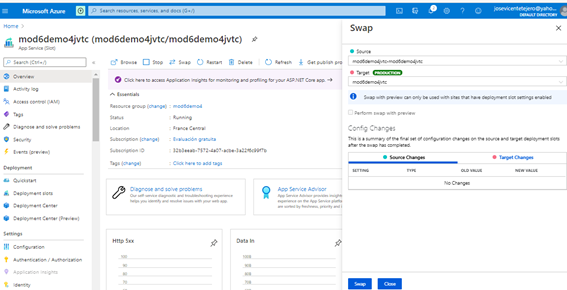 Microsoft Azure
Search resources, services, and docs (G+/)
josevicentetejero@yaho...
DEFAULT DIRECTORY
Home >
mod6demo4jvtc (mod6demo4jvtc/mod6demo4jvtc)
App Service (Slot)
Search (Ctrl+/)
Overview
Activity log
Access control (IAM)
Tags
Diagnose and solve problems
Security
Events (preview)
Deployment
Quickstart
Deployment slots
Deployment Center
Deployment Center (Preview)
Settings
Configuration
Authentication / Authorization
Application Insights
Identity
Browse
Stop
Swap
Restart
Delete
Refresh
Get publish pro
Click here to access Application Insights for monitoring and profiling for your ASP.NET Core app.
Essentials
Resource group (change) : mod6demo4
Status : Running
Location : France Central
Subscription (change) : Evaluación gratuita
Subscription ID
Tags (change) : Click here to add tags
Diagnose and solve problems
Our self-service diagnostic and troubleshooting experience
helps you identify and resolve issues with your web app.
App Service Advisor
Http 5xx
100
90
80
70
60
Data In
100
90
80
70
60
Swap
Source
mod6demo4jvtc-mod6demo4jvtc
Target PRODUCTION
mod6demo4jvtc
Swap with preview can only be used with sites that have deployment slot settings enabled
Perform swap with preview
Config Changes
This is a summary of the final set of configuration changes on the source and target deployment slots
after the swap has completed.
Source Changes
Target Changes
SETTING TYPE OLD VALUE NEW VALUE
No Changes
Swap
Close